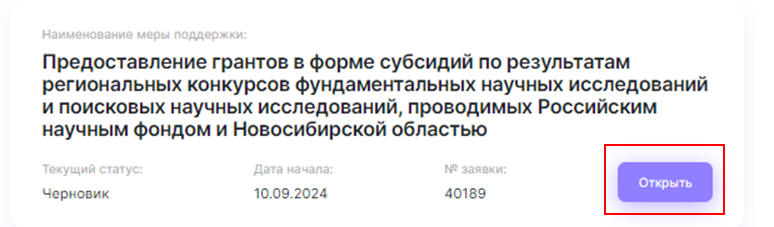 Наименование меры поддержки:
Предоставление грантов в форме субсидий по результатам
региональных конкурсов фундаментальных научных исследований
и поисковых научных исследований, проводимых Российским
научным фондом и Новосибирской областью
Текущий статус: Дата начала: № заявки:
Черновик 10.09.2024 40189 Открыть